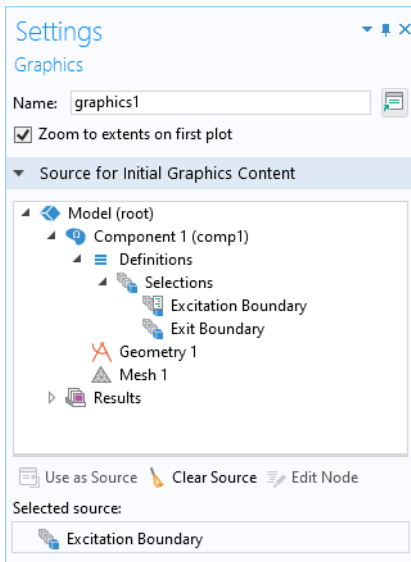 Settings
Graphics
Name: graphics1
Zoom to extents on first plot
Source for Initial Graphics Content
Model (root)
Component 1 (comp1)
Definitions
Selections
Excitation Boundary
Exit Boundary
Geometry 1
Mesh 1
Results
Use as Source Clear Source Edit Node
Selected source:
Excitation Boundary